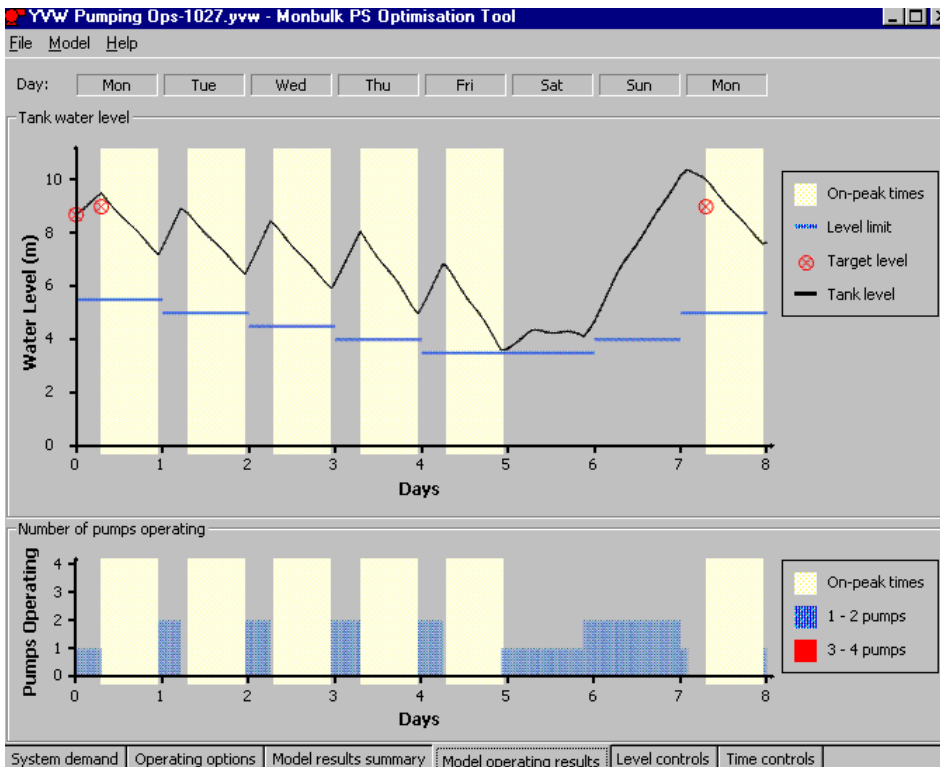 YVW Pumping Ops-1027.yvw - Monbulk PS Optimisation Tool
File Model Help
Day: Mon Tue Wed Thu Fri Sat Sun Mon
Tank water level
Water Level (m)
10
8
6
4
2
0
0 1 2 3 4 5 6 7 8
Days
On-peak times
Level limit
Target level
Tank level
Number of pumps operating
Pumps Operating
4
3
2
1
0
0 1 2 3 4 5 6 7 8
Days
On-peak times
1 - 2 pumps
3 - 4 pumps
System demand Operating options Model results summary Model operating results Level controls Time controls